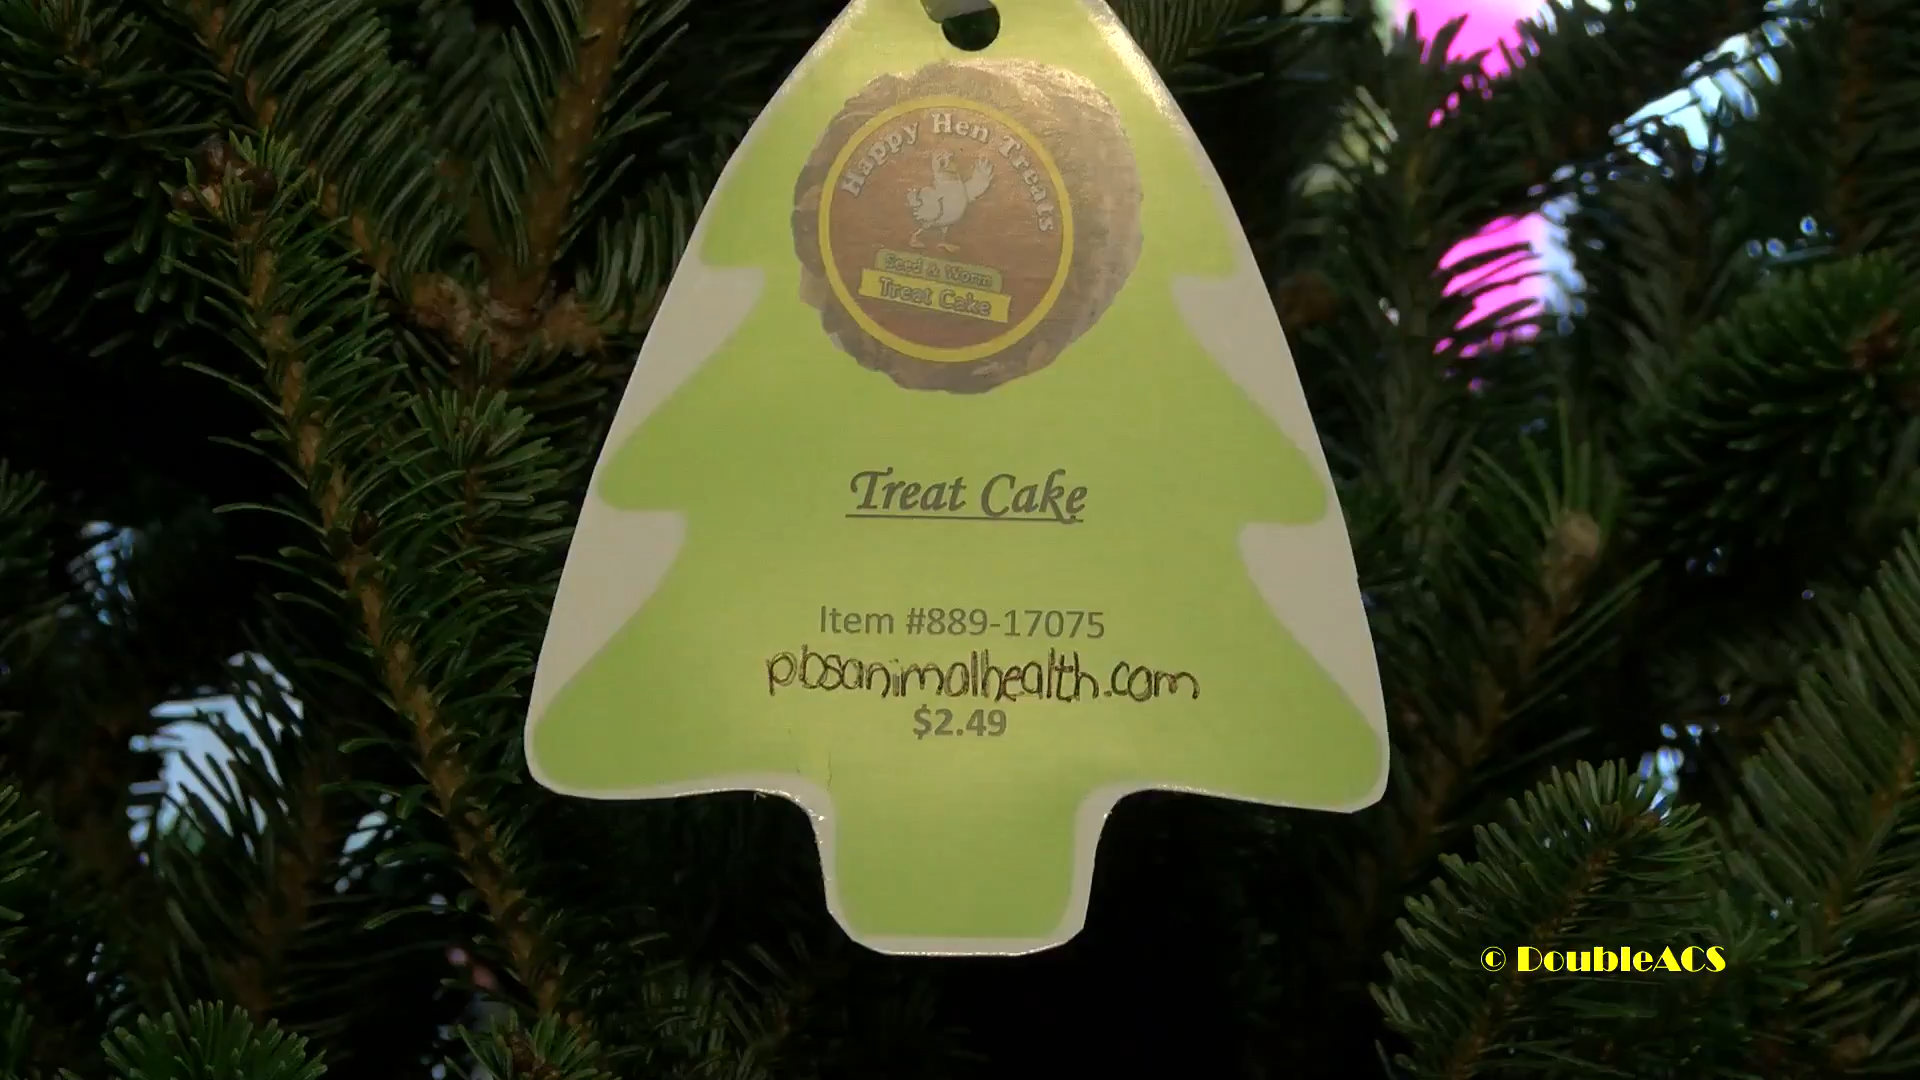 Happy Hen Treats
Seed & Worm
Treat Cake
Treat Cake
Item #889-17075
pbsanimalhealth.com
$2.49
© DoubleACS